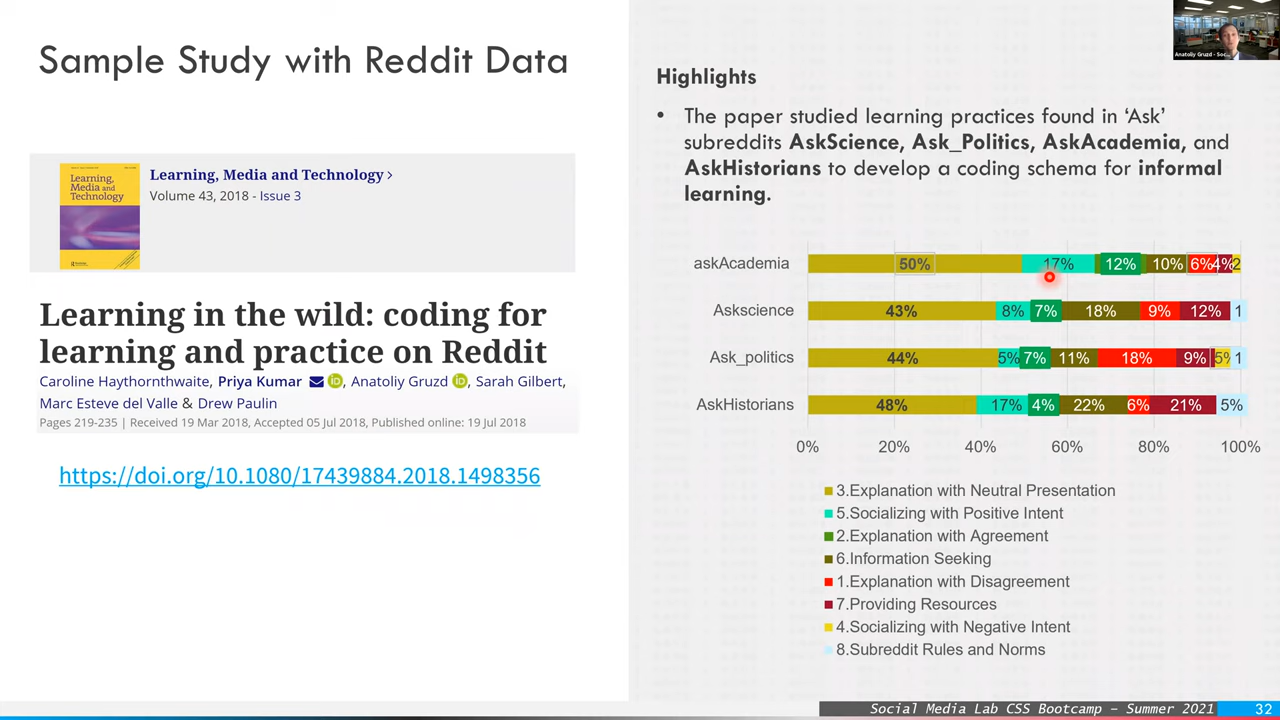 Sample Study with Reddit Data
Learning, Media and Technology
Learning, Media and Technology >
Volume 43, 2018 - Issue 3
Learning in the wild: coding for
learning and practice on Reddit
Caroline Haythornthwaite, Priya Kumar, Anatoliy Gruzd, Sarah Gilbert,
Marc Esteve del Valle & Drew Paulin
Pages 219-235 | Received 19 Mar 2018, Accepted 05 Jul 2018, Published online: 19 Jul 2018
https://doi.org/10.1080/17439884.2018.1498356
Highlights
• The paper studied learning practices found in ‘Ask’
subreddits AskScience, Ask_Politics, AskAcademia, and
AskHistorians to develop a coding schema for informal
learning.
askAcademia 50% 17% 12% 10% 6% 4% 2
Askscience 43% 8% 7% 18% 9% 12% 1
Ask_politics 44% 5% 7% 11% 18% 9% 5% 1
AskHistorians 48% 17% 4% 22% 6% 21% 5%
0% 20% 40% 60% 80% 100%
3.Explanation with Neutral Presentation
5.Socializing with Positive Intent
2.Explanation with Agreement
6.Information Seeking
1.Explanation with Disagreement
7.Providing Resources
4.Socializing with Negative Intent
8.Subreddit Rules and Norms
Anatoliy Gruzd - Soc...
Social Media Lab CSS Bootcamp – Summer 2021 32